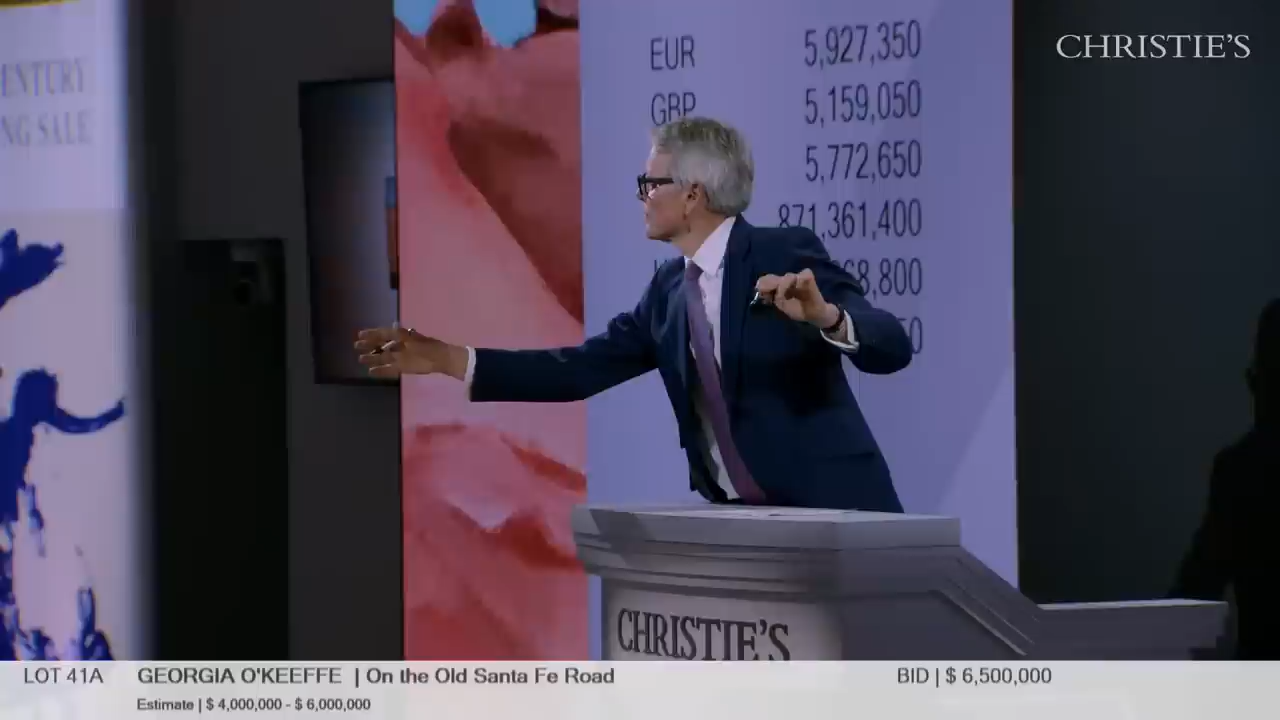 CHRISTIE'S
ENTURY
NG SALE
EUR 5,927,350
GBP 5,159,050
5,772,650
871,361,400
68,800
50
CHRISTIE'S
LOT 41A GEORGIA O'KEEFFE | On the Old Santa Fe Road BID | $ 6,500,000
Estimate | $ 4,000,000 - $ 6,000,000